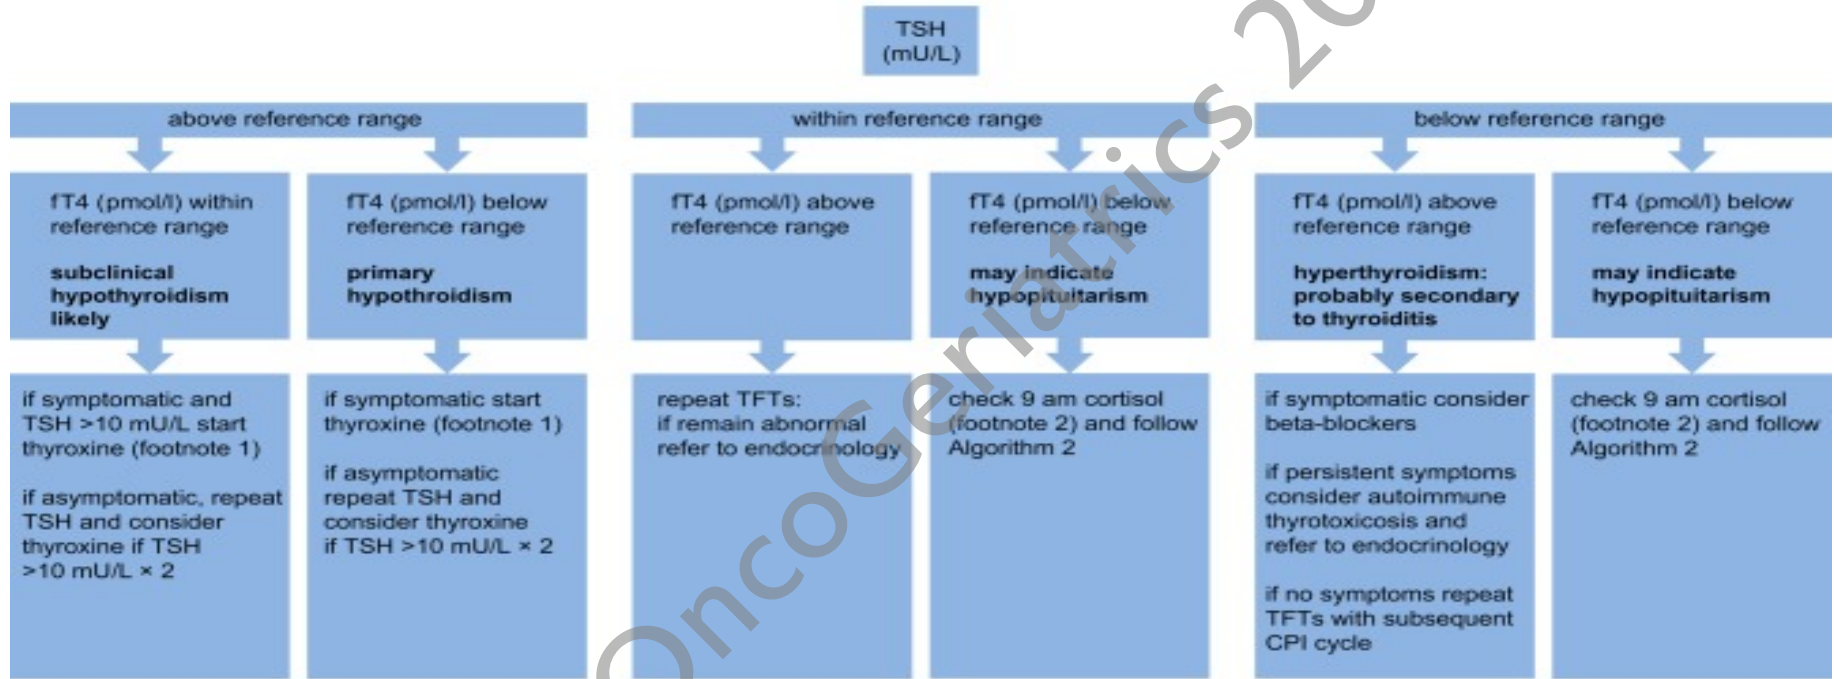 TSH
(mU/L)
above reference range
within reference range
below reference range
fT4 (pmol/l) within
reference range
subclinical
hypothyroidism
likely
fT4 (pmol/l) below
reference range
primary
hypothroidism
fT4 (pmol/l) above
reference range
fT4 (pmol/l) below
reference range
may indicate
hypopituitarism
fT4 (pmol/l) above
reference range
hyperthyroidism:
probably secondary
to thyroiditis
fT4 (pmol/l) below
reference range
may indicate
hypopituitarism
if symptomatic and
TSH >10 mU/L start
thyroxine (footnote 1)
if asymptomatic, repeat
TSH and consider
thyroxine if TSH
>10 mU/L × 2
if symptomatic start
thyroxine (footnote 1)
if asymptomatic
repeat TSH and
consider thyroxine
if TSH >10 mU/L × 2
repeat TFTs:
if remain abnormal
refer to endocrinology
check 9 am cortisol
(footnote 2) and follow
Algorithm 2
if symptomatic consider
beta-blockers
if persistent symptoms
consider autoimmune
thyrotoxicosis and
refer to endocrinology
if no symptoms repeat
TFTs with subsequent
CPI cycle
check 9 am cortisol
(footnote 2) and follow
Algorithm 2
OncoGeriatrics 20